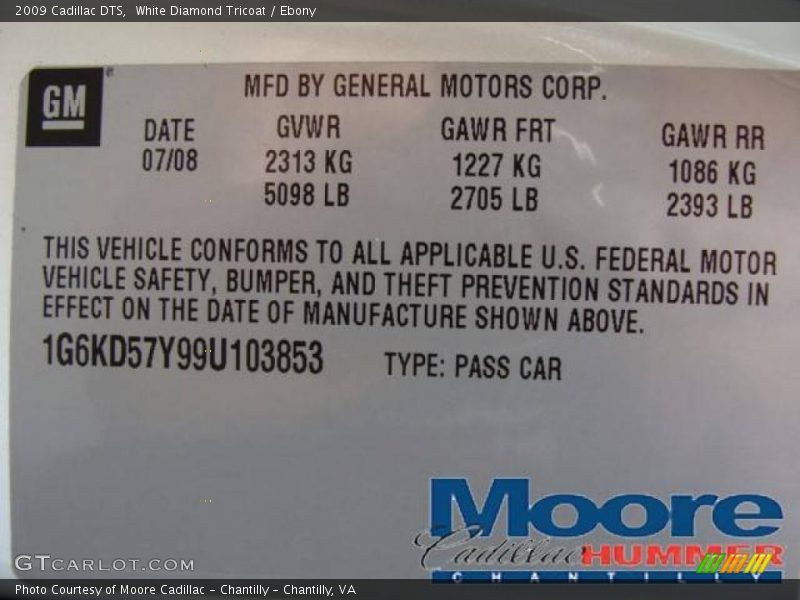 2009 Cadillac DTS, White Diamond Tricoat / Ebony
GM
MFD BY GENERAL MOTORS CORP.
DATE GVWR GAWR FRT GAWR RR
07/08 2313 KG 1227 KG 1086 KG
5098 LB 2705 LB 2393 LB
THIS VEHICLE CONFORMS TO ALL APPLICABLE U.S. FEDERAL MOTOR
VEHICLE SAFETY, BUMPER, AND THEFT PREVENTION STANDARDS IN
EFFECT ON THE DATE OF MANUFACTURE SHOWN ABOVE.
1G6KD57Y99U103853 TYPE: PASS CAR
Moore
Cadillac HUMMER
CHANTILLY
GTCARLOT.COM
Photo Courtesy of Moore Cadillac - Chantilly - Chantilly, VA